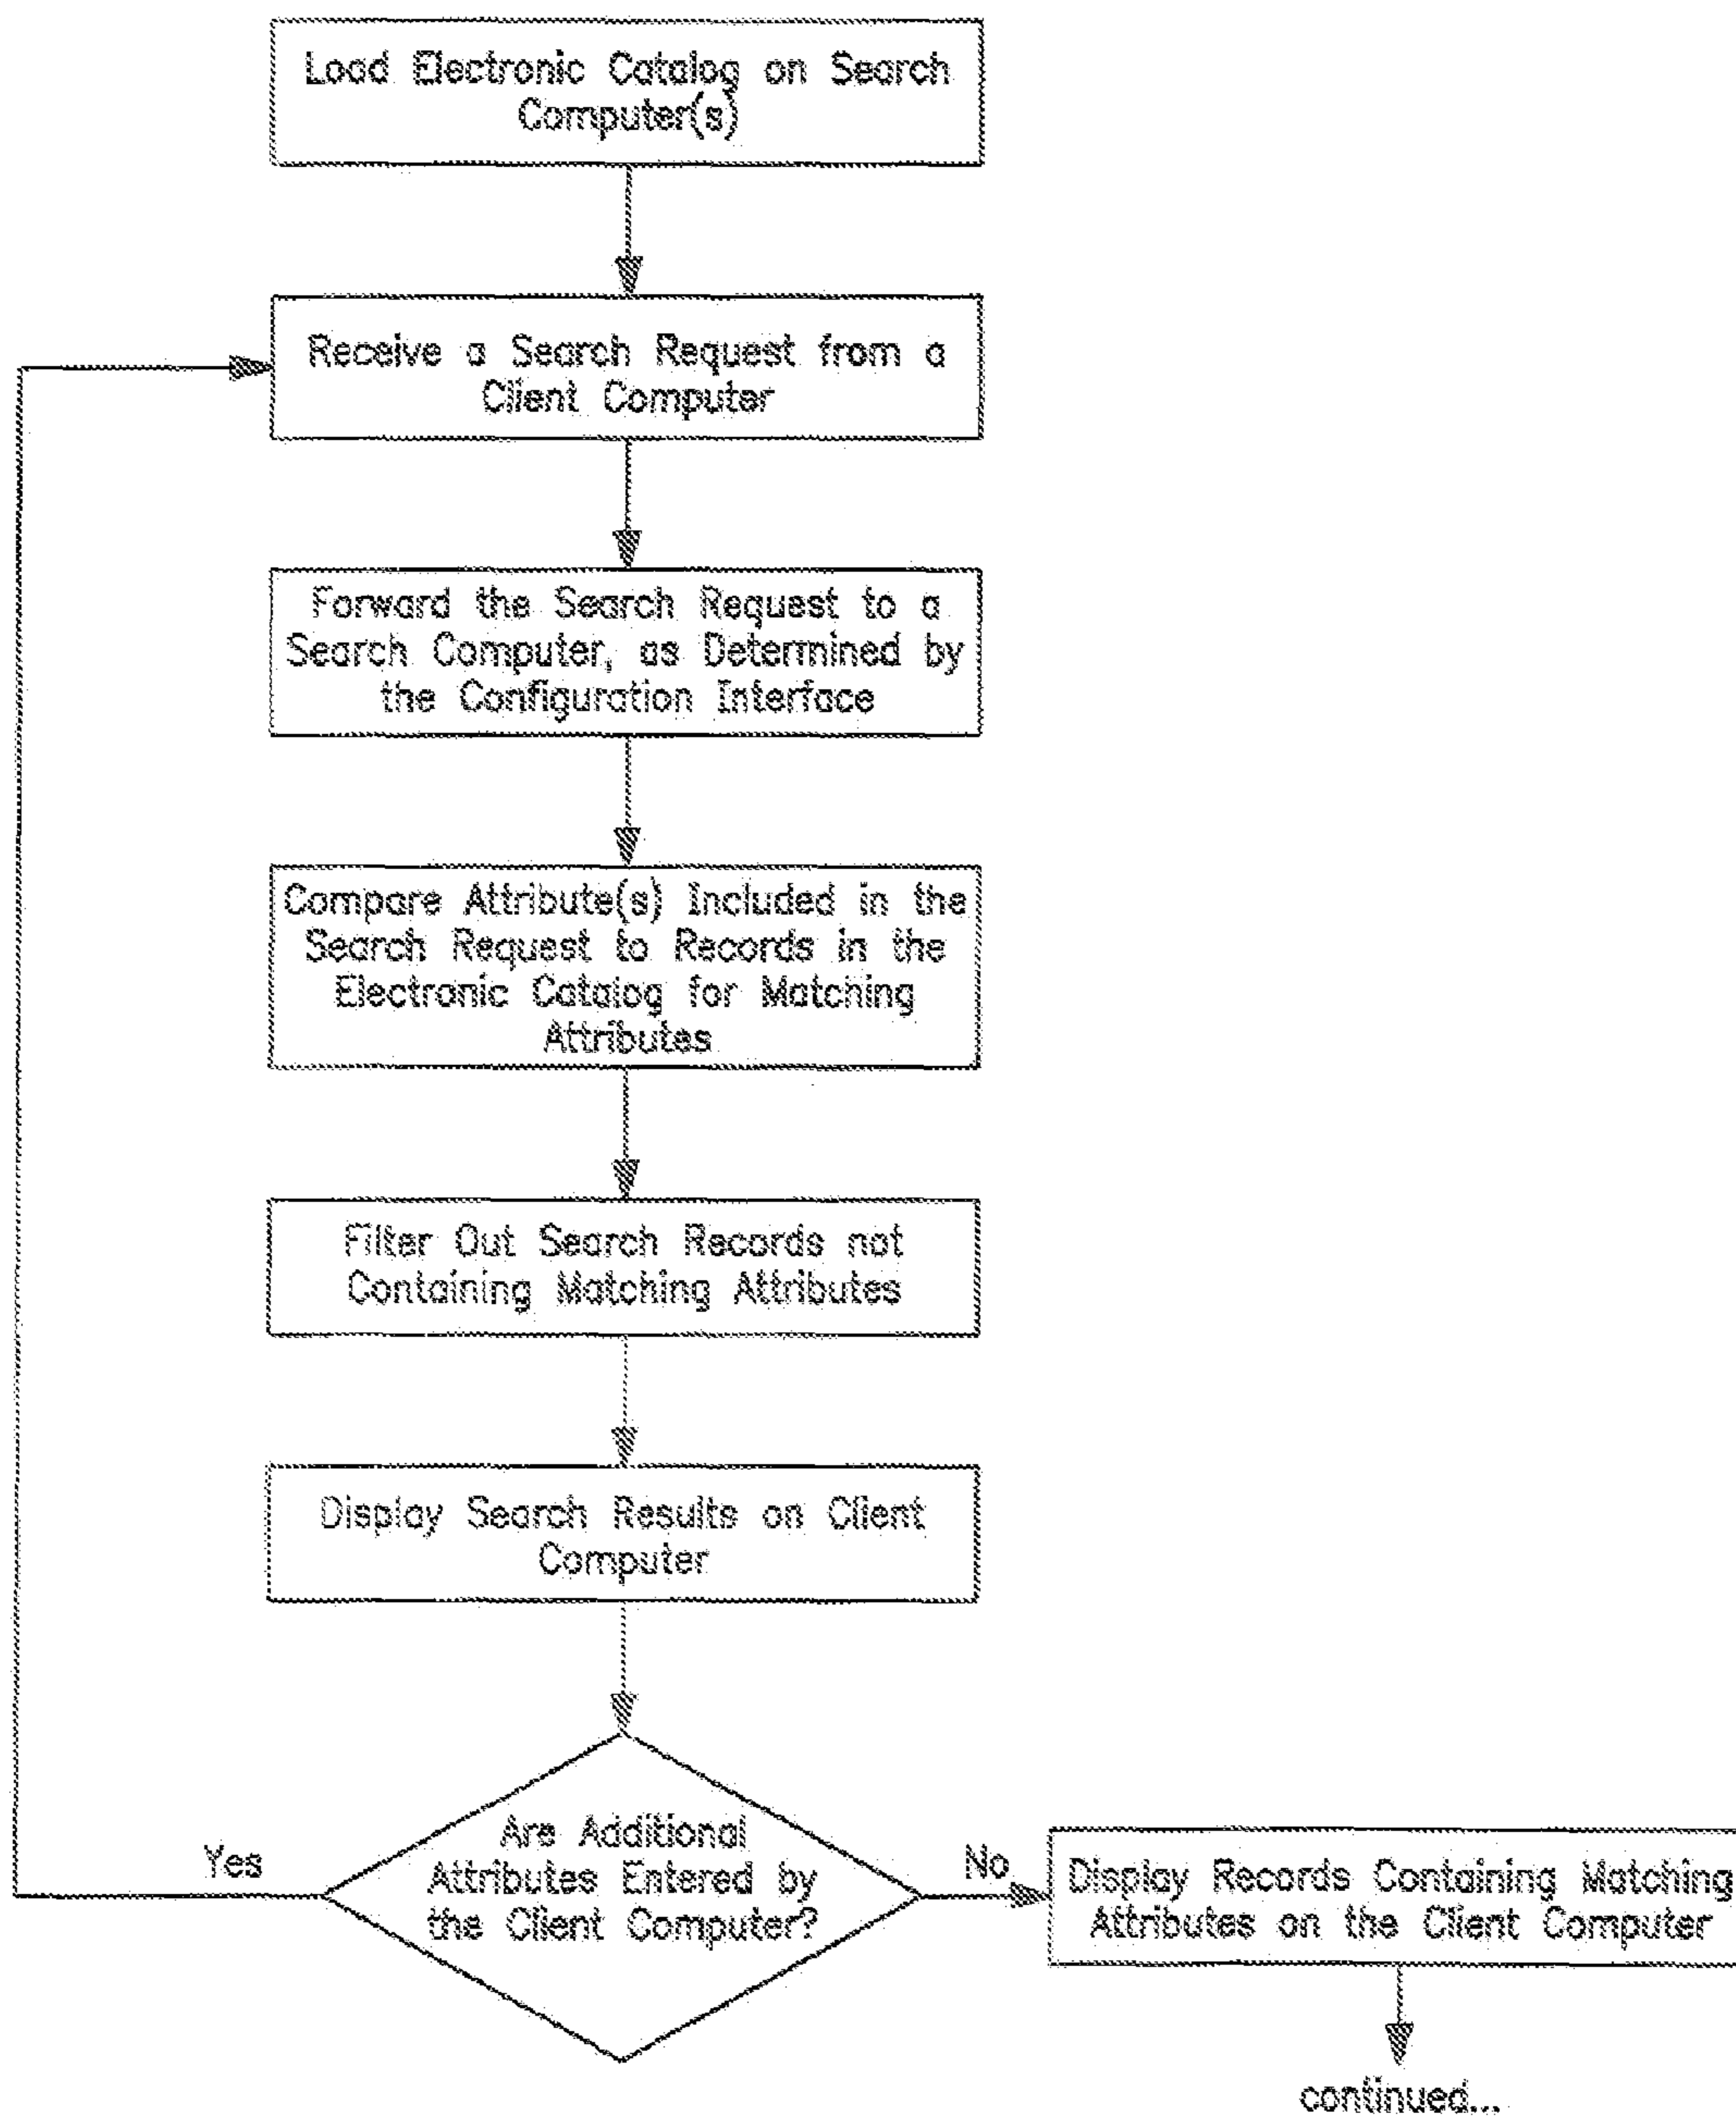 Load Electronic Catalog on Search
Computer(s)
Receive a Search Request from a
Client Computer
Forward the Search Request to a
Search Computer, as Determined by
the Configuration Interface
Compare Attribute(s) Included in the
Search Request to Records in the
Electronic Catalog for Matching
Attributes
Filter Out Search Records not
Containing Matching Attributes
Display Search Results on Client
Computer
Are Additional
Attributes Entered by
the Client Computer?
Yes
No
Display Records Containing Matching
Attributes on the Client Computer
continued...